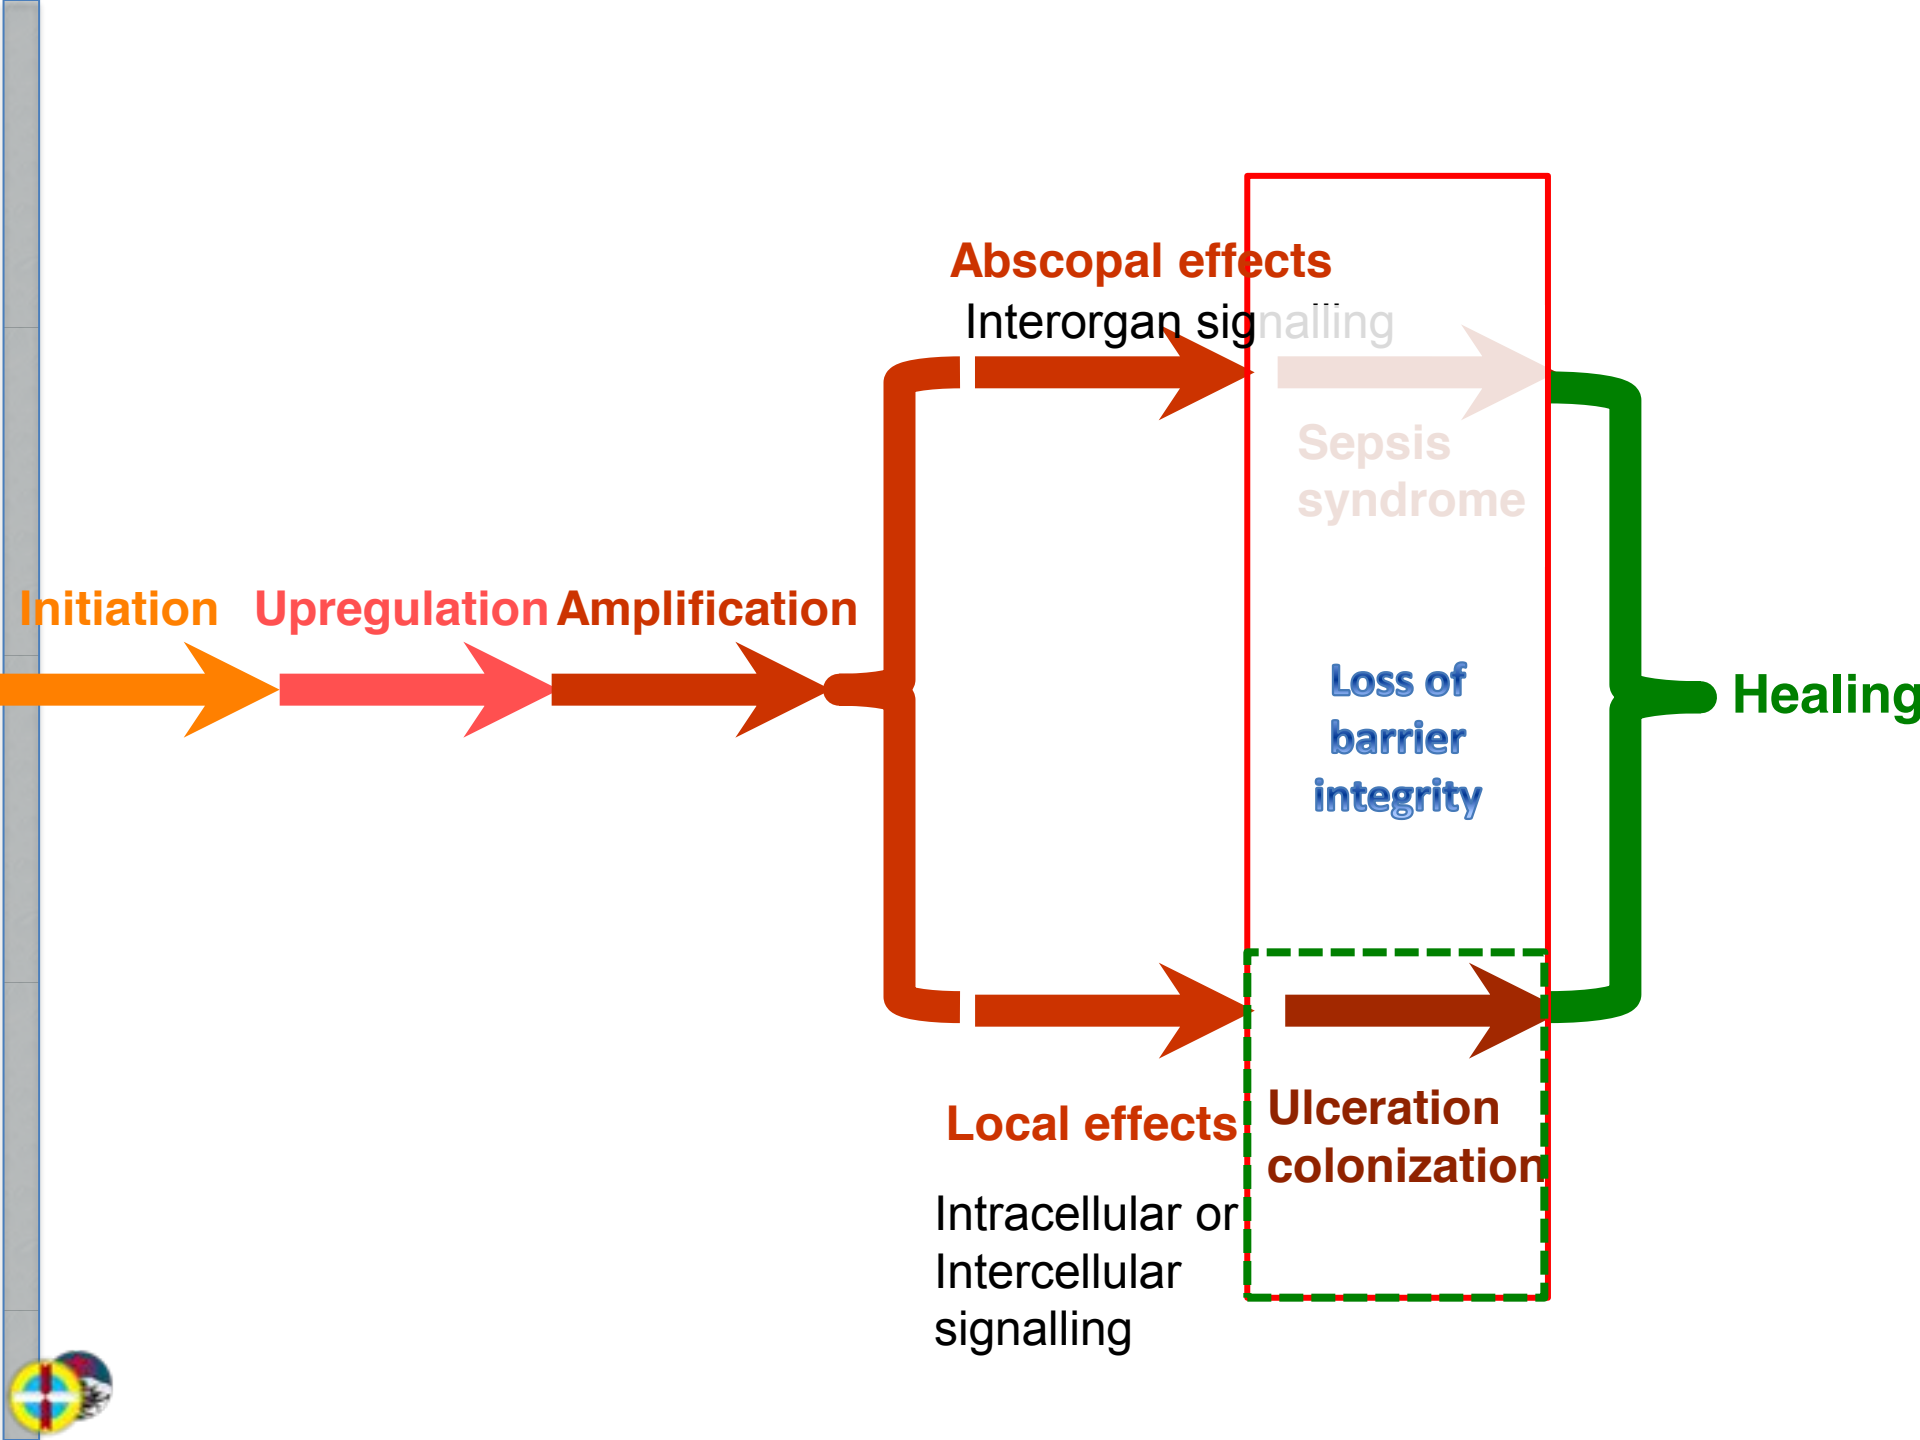 Abscopal effects
Interorgan signalling
Sepsis
syndrome
Initiation
Upregulation
Amplification
Loss of
barrier
integrity
Healing
Local effects
Intracellular or
Intercellular
signalling
Ulceration
colonization